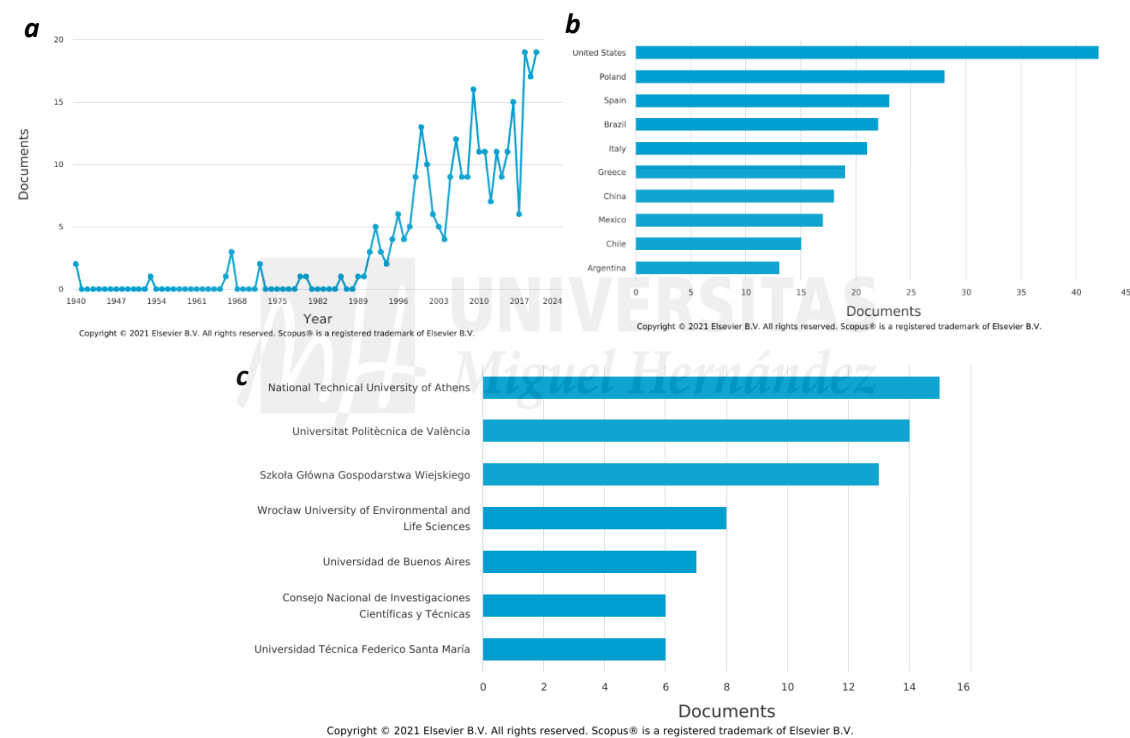 a
20
15
10
5
0
Documents
1940 1947 1954 1961 1968 1975 1982 1989 1996 2003 2010 2017 2024
Year
Copyright © 2021 Elsevier B.V. All rights reserved. Scopus® is a registered trademark of Elsevier B.V.
b
United States
Poland
Spain
Brazil
Italy
Greece
China
Mexico
Chile
Argentina
0 5 10 15 20 25 30 35 40 45
Documents
Copyright © 2021 Elsevier B.V. All rights reserved. Scopus® is a registered trademark of Elsevier B.V.
UNIVERSITAS
Miguel Hernández
c
National Technical University of Athens
Universitat Politècnica de València
Szkoła Główna Gospodarstwa Wiejskiego
Wrocław University of Environmental and
Life Sciences
Universidad de Buenos Aires
Consejo Nacional de Investigaciones
Científicas y Técnicas
Universidad Técnica Federico Santa María
0 2 4 6 8 10 12 14 16
Documents
Copyright © 2021 Elsevier B.V. All rights reserved. Scopus® is a registered trademark of Elsevier B.V.